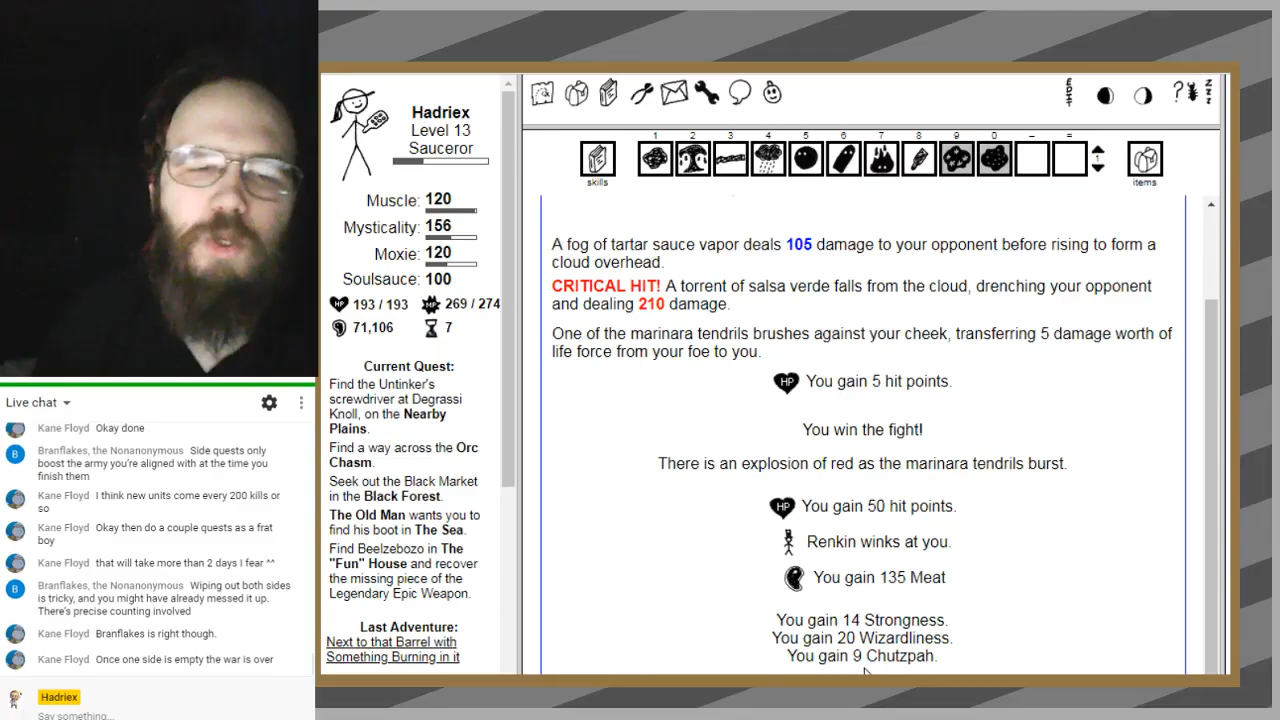 Hadriex
Level 13
Sauceror
Muscle: 120
Mysticality: 156
Moxie: 120
Soulsauce: 100
HP 193 / 193 MP 269 / 274
71,106 7
Current Quest:
Find the Untinker's
screwdriver at Degrassi
Knoll, on the Nearby
Plains.
Find a way across the Orc
Chasm.
Seek out the Black Market
in the Black Forest.
The Old Man wants you to
find his boot in The Sea.
Find Beelzebozo in The
"Fun" House and recover
the missing piece of the
Legendary Epic Weapon.
Last Adventure:
Next to that Barrel with
Something Burning in it
EDIT ? Z Z Z
1 2 3 4 5 6 7 8 9 0 – =
1
skills items
A fog of tartar sauce vapor deals 105 damage to your opponent before rising to form a
cloud overhead.
CRITICAL HIT! A torrent of salsa verde falls from the cloud, drenching your opponent
and dealing 210 damage.
One of the marinara tendrils brushes against your cheek, transferring 5 damage worth of
life force from your foe to you.
HP You gain 5 hit points.
You win the fight!
There is an explosion of red as the marinara tendrils burst.
HP You gain 50 hit points.
Renkin winks at you.
You gain 135 Meat
You gain 14 Strongness.
You gain 20 Wizardliness.
You gain 9 Chutzpah.
Live chat
Kane Floyd Okay done
B Branflakes, the Nonanonymous Side quests only
boost the army you're aligned with at the time you
finish them
Kane Floyd I think new units come every 200 kills or
so
Kane Floyd Okay then do a couple quests as a frat
boy
Kane Floyd that will take more than 2 days I fear ^^
B Branflakes, the Nonanonymous Wiping out both sides
is tricky, and you might have already messed it up.
There's precise counting involved
Kane Floyd Branflakes is right though.
Kane Floyd Once one side is empty the war is over
Hadriex
Say something...